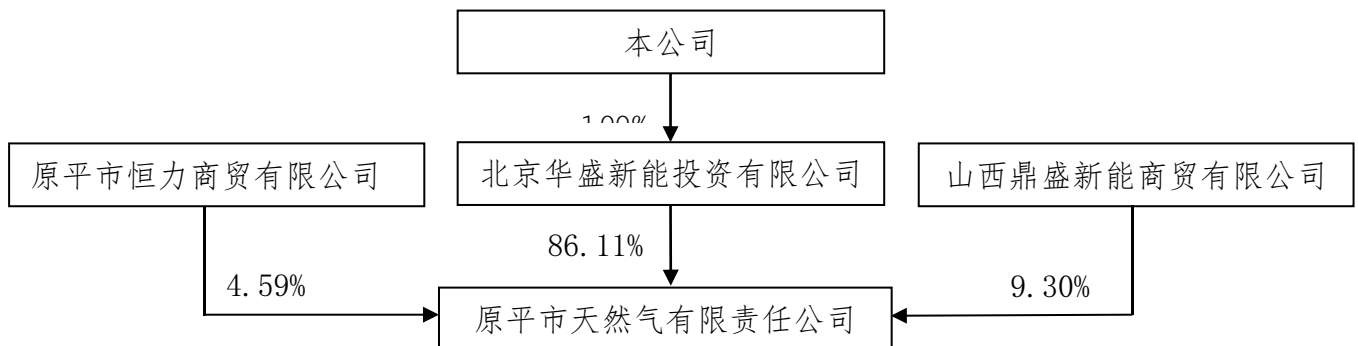 本公司
原平市恒力商贸有限公司
北京华盛新能投资有限公司
山西鼎盛新能商贸有限公司
86.11%
4.59%
9.30%
原平市天然气有限责任公司